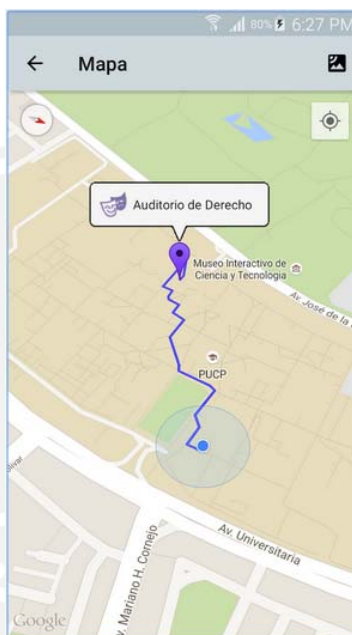 80% 6:27 PM
Mapa
Auditorio de Derecho
Museo Interactivo de
Ciencia y Tecnología
Av. José de la
PUCP
Av. Universitaria
Av. Mariano H. Cornejo
Google